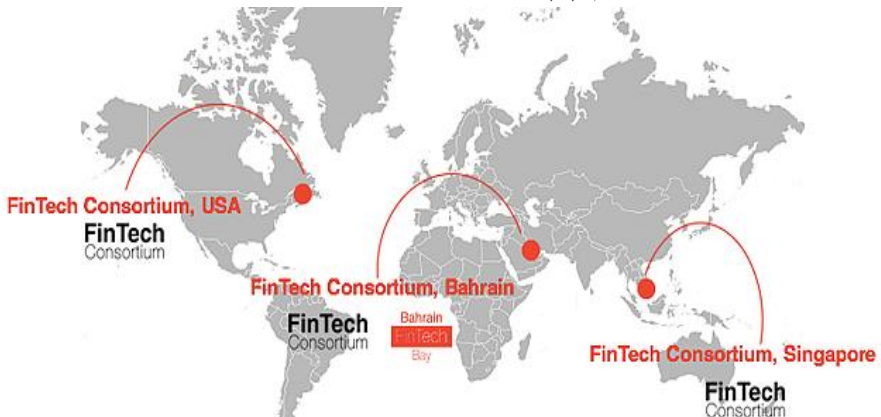 FinTech Consortium, USA
FinTech
Consortium
FinTech Consortium, Bahrain
FinTech
Consortium
Bahrain
FinTech
Bay
FinTech Consortium, Singapore
FinTech
Consortium